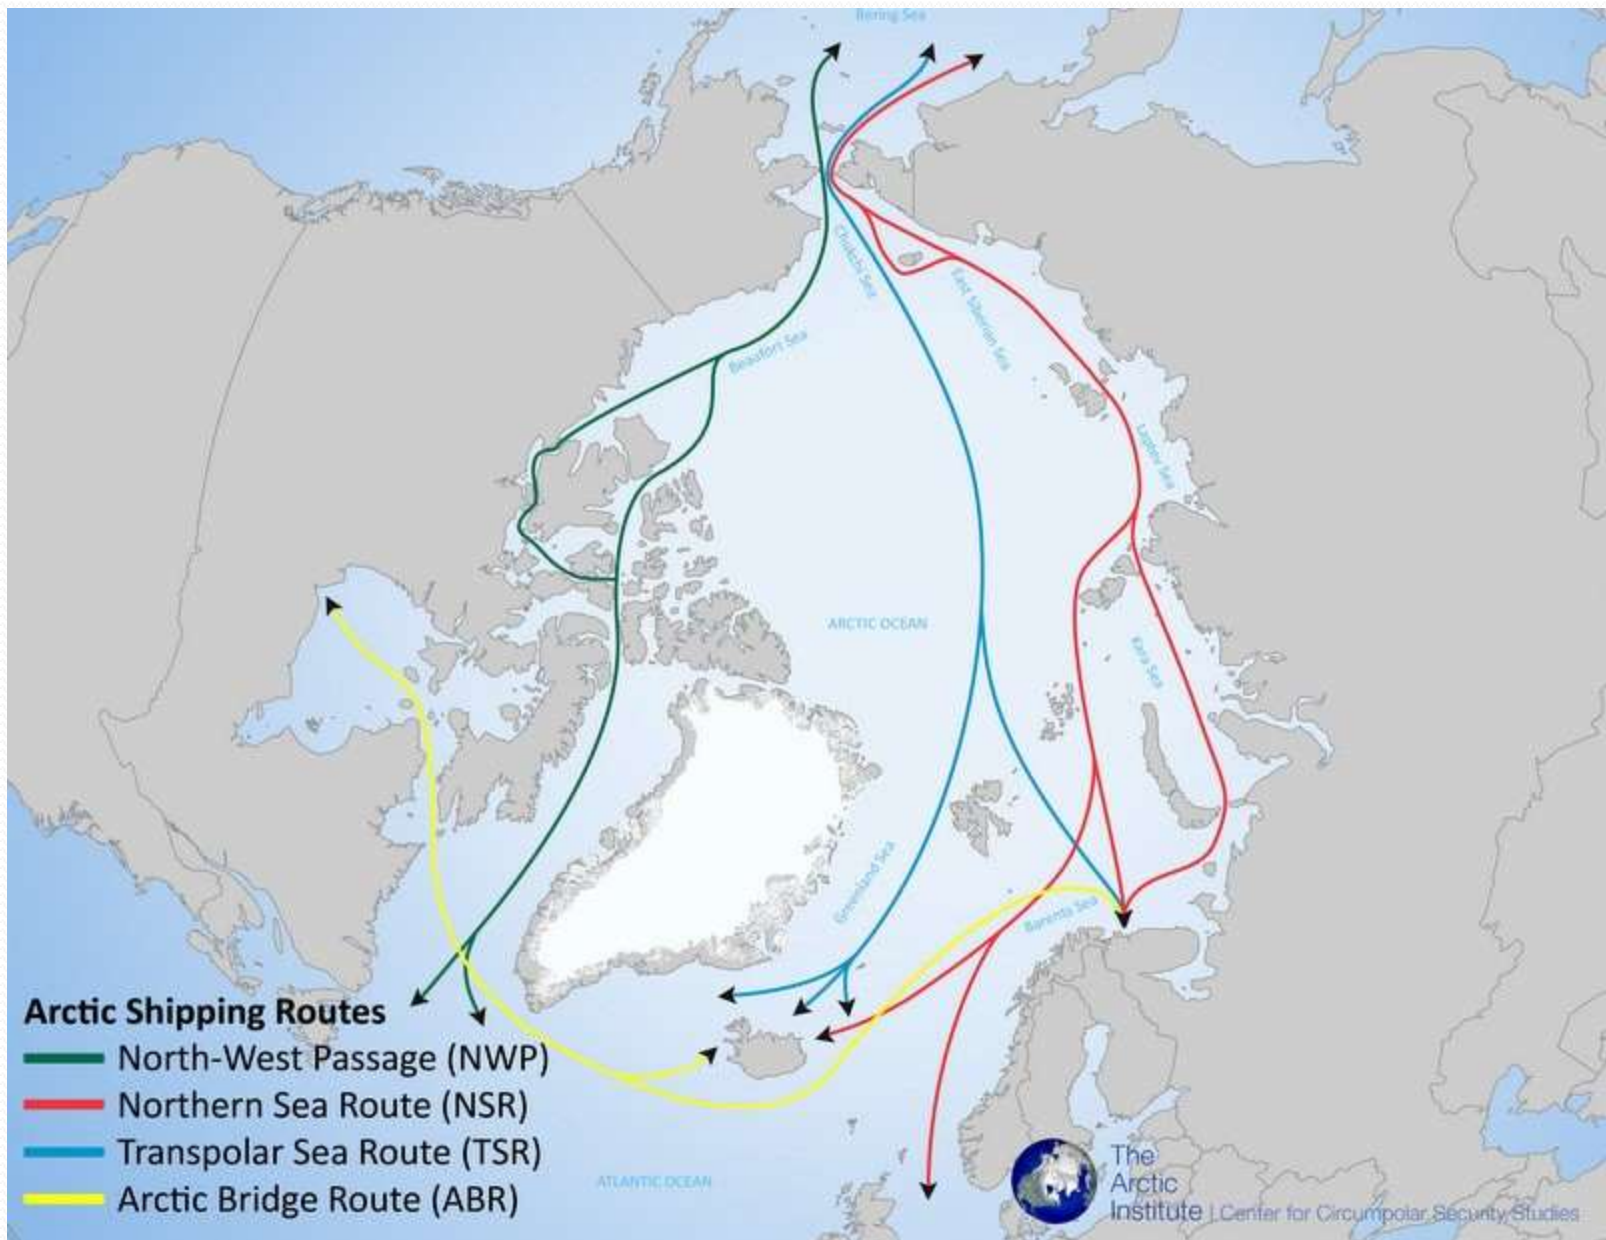 Bering Sea
Chukchi Sea
East Siberian Sea
Beaufort Sea
Laptev Sea
ARCTIC OCEAN
Kara Sea
Greenland Sea
Barents Sea
Arctic Shipping Routes
North-West Passage (NWP)
Northern Sea Route (NSR)
Transpolar Sea Route (TSR)
Arctic Bridge Route (ABR)
ATLANTIC OCEAN
The
Arctic
Institute | Center for Circumpolar Security Studies